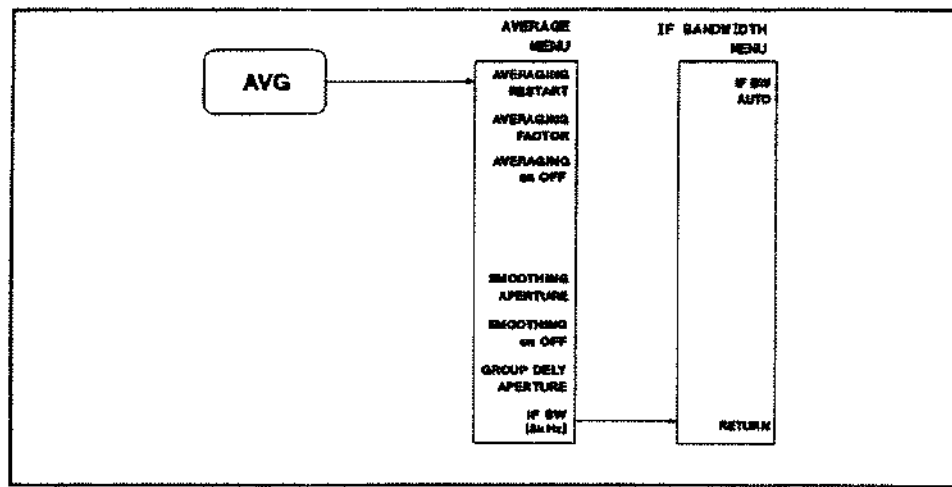 AVG
AVERAGE
MENU
AVERAGING
RESTART
AVERAGING
FACTOR
AVERAGING
on OFF
SMOOTHING
APERTURE
SMOOTHING
on OFF
GROUP DELY
APERTURE
IF BW
IF BANDWIDTH
MENU
IF BW
AUTO
RETURN